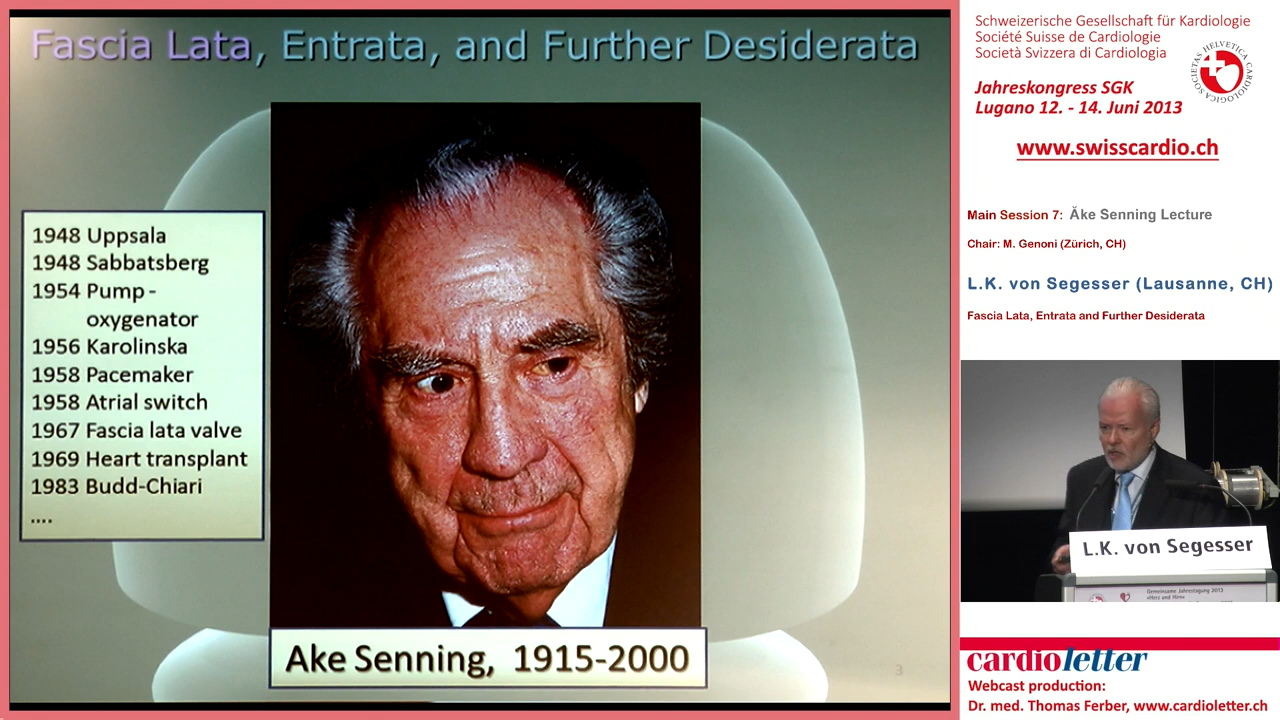 Fascia Lata, Entrata, and Further Desiderata
1948 Uppsala
1948 Sabbatsberg
1954 Pump -
oxygenator
1956 Karolinska
1958 Pacemaker
1958 Atrial switch
1967 Fascia lata valve
1969 Heart transplant
1983 Budd-Chiari
....
Ake Senning, 1915-2000
3
Schweizerische Gesellschaft für Kardiologie
Société Suisse de Cardiologie
Società Svizzera di Cardiologia
SOCIETAS HELVETICA CARDIOLOGICA
Jahreskongress SGK
Lugano 12. - 14. Juni 2013
www.swisscardio.ch
Main Session 7: Ăke Senning Lecture
Chair: M. Genoni (Zürich, CH)
L.K. von Segesser (Lausanne, CH)
Fascia Lata, Entrata and Further Desiderata
L.K. von Segesser
Gemeinsame Jahrestagung 2013
«Herz und Hirn»
cardioletter
Webcast production:
Dr. med. Thomas Ferber, www.cardioletter.ch